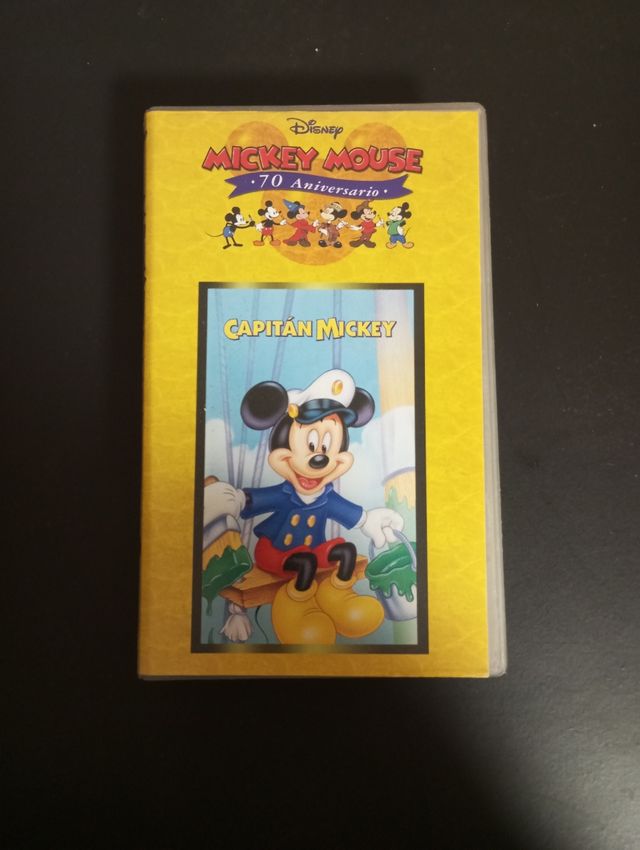 Disney
MICKEY MOUSE
· 70 Aniversario ·
CAPITÁN MICKEY